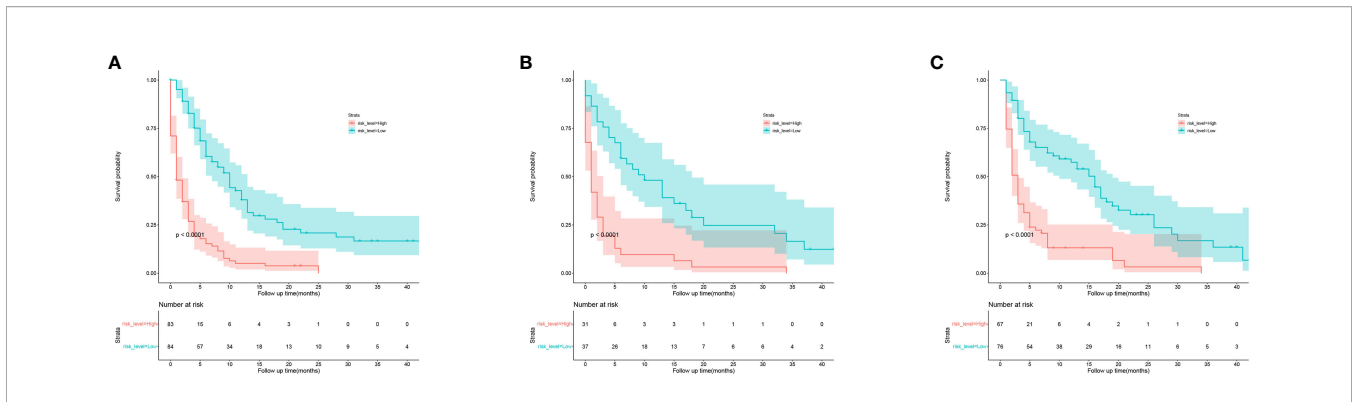 A
1.00
0.75
0.50
0.25
0.00
Survival probability
Strata
risk_level=High
risk_level=Low
p < 0.0001
0 5 10 15 20 25 30 35 40
Follow up time(months)
Number at risk
Strata
risk_level=High 83 15 6 4 3 1 0 0 0
risk_level=Low 84 57 34 18 13 10 9 5 4
0 5 10 15 20 25 30 35 40
Follow up time(months)
B
1.00
0.75
0.50
0.25
0.00
Survival probability
Strata
risk_level=High
risk_level=Low
p < 0.0001
0 5 10 15 20 25 30 35 40
Follow up time(months)
Number at risk
Strata
risk_level=High 31 6 3 3 1 1 1 0 0
risk_level=Low 37 26 18 13 7 6 6 4 2
0 5 10 15 20 25 30 35 40
Follow up time(months)
C
1.00
0.75
0.50
0.25
0.00
Survival probability
Strata
risk_level=High
risk_level=Low
p < 0.0001
0 5 10 15 20 25 30 35 40
Follow up time(months)
Number at risk
Strata
risk_level=High 67 21 6 4 2 1 1 0 0
risk_level=Low 76 54 38 29 16 11 6 5 3
0 5 10 15 20 25 30 35 40
Follow up time(months)